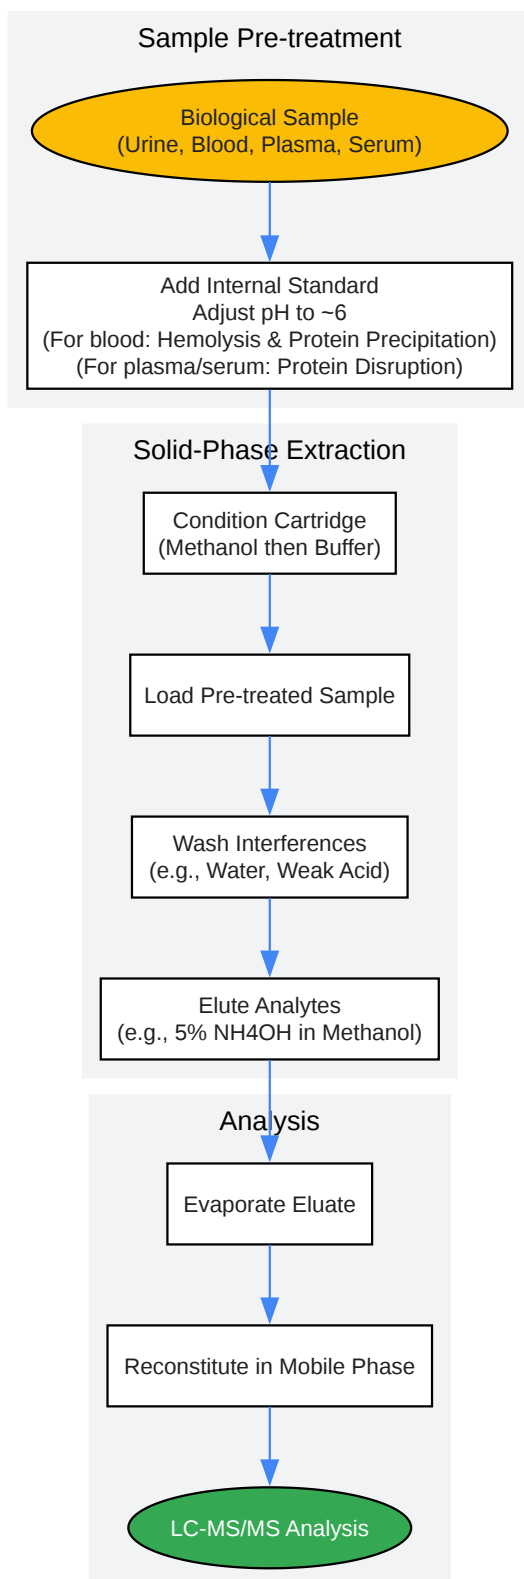 Sample Pre-treatment
Biological Sample
(Urine, Blood, Plasma, Serum)
Add Internal Standard
Adjust pH to ~6
(For blood: Hemolysis & Protein Precipitation)
(For plasma/serum: Protein Disruption)
Solid-Phase Extraction
Condition Cartridge
(Methanol then Buffer)
Load Pre-treated Sample
Wash Interferences
(e.g., Water, Weak Acid)
Elute Analytes
(e.g., 5% NH4OH in Methanol)
Analysis
Evaporate Eluate
Reconstitute in Mobile Phase
LC-MS/MS Analysis